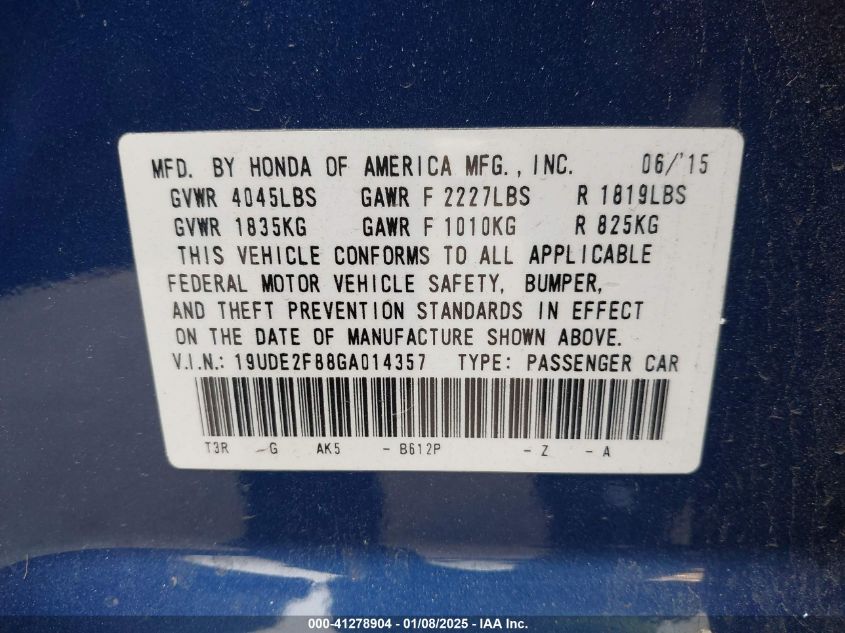 MFD. BY HONDA OF AMERICA MFG., INC. 06/'15
GVWR 4045LBS GAWR F 2227LBS R 1819LBS
GVWR 1835KG GAWR F 1010KG R 825KG
THIS VEHICLE CONFORMS TO ALL APPLICABLE
FEDERAL MOTOR VEHICLE SAFETY, BUMPER,
AND THEFT PREVENTION STANDARDS IN EFFECT
ON THE DATE OF MANUFACTURE SHOWN ABOVE.
V.I.N.: 19UDE2F88GA014357 TYPE: PASSENGER CAR
T3R G AK5 - B612P - Z - A
000-41278904 - 01/08/2025 - IAA Inc.